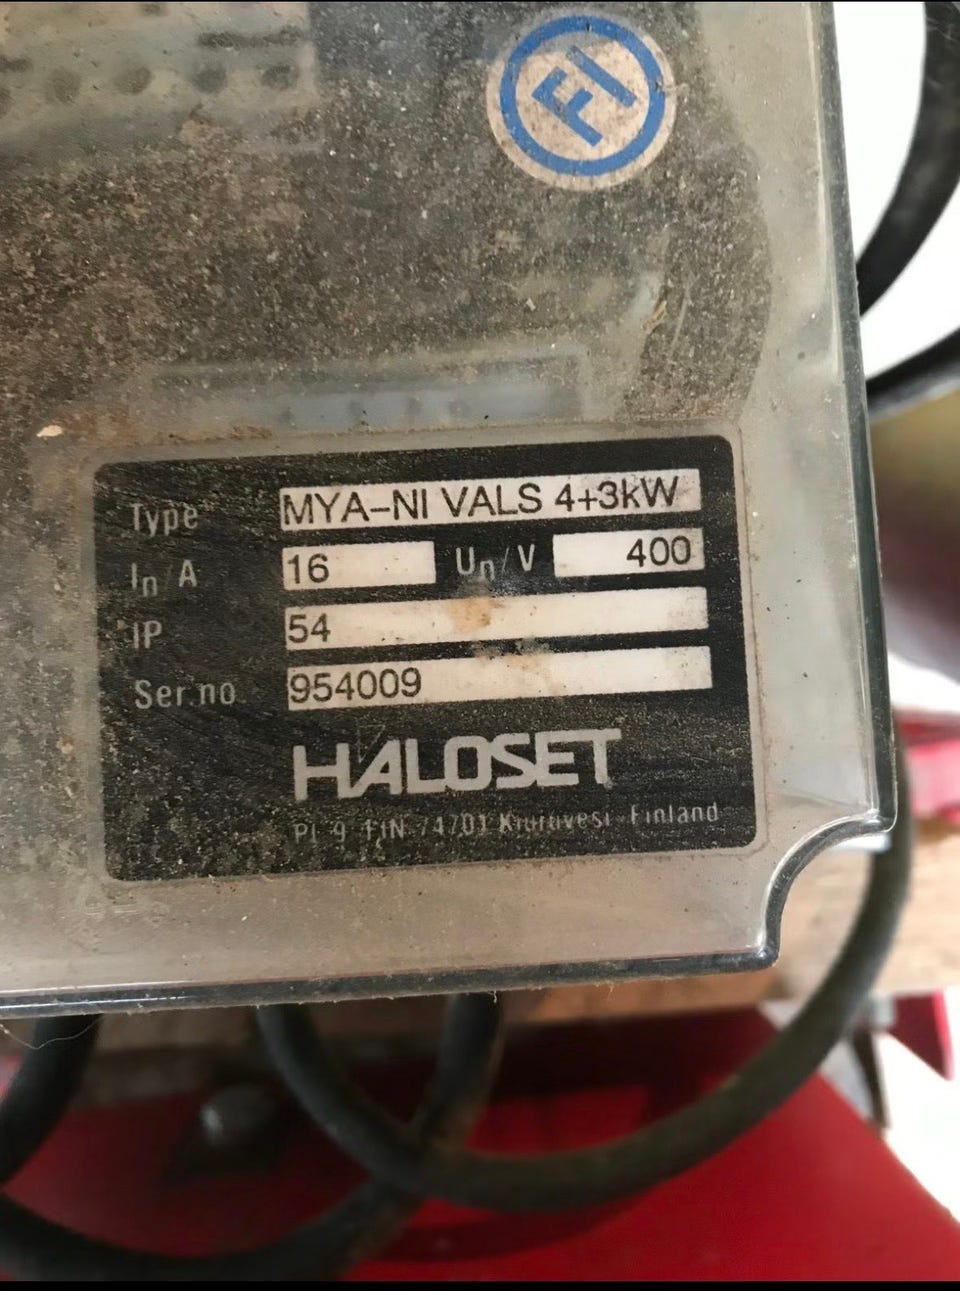 FI
Type MYA-NI VALS 4+3kW
In/A 16 Un/V 400
IP 54
Ser.no. 954009
HALOSET
PL 9 FIN-74701 Kiuruvesi Finland